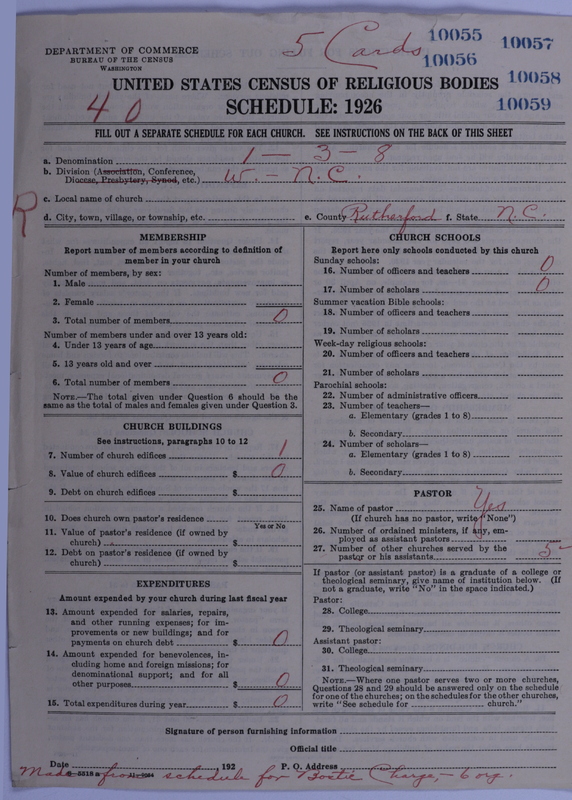 DEPARTMENT OF COMMERCE
BUREAU OF THE CENSUS
WASHINGTON
5 Cards
10055 10057
10056
10058
10059
UNITED STATES CENSUS OF RELIGIOUS BODIES
40
SCHEDULE: 1926
FILL OUT A SEPARATE SCHEDULE FOR EACH CHURCH. SEE INSTRUCTIONS ON THE BACK OF THIS SHEET
a. Denomination 1 - 3 - 8
b. Division (Association, Conference,
Diocese, Presbytery, Synod, etc.) W. - N.C.
c. Local name of church
R
d. City, town, village, or township, etc. e. County Rutherford f. State N.C.
MEMBERSHIP
Report number of members according to definition of
member in your church
Number of members, by sex:
1. Male
2. Female
3. Total number of members 0
Number of members under and over 13 years old:
4. Under 13 years of age
5. 13 years old and over
6. Total number of members 0
NOTE.—The total given under Question 6 should be the
same as the total of males and females given under Question 3.
CHURCH BUILDINGS
See instructions, paragraphs 10 to 12
7. Number of church edifices 1
8. Value of church edifices $ 0
9. Debt on church edifices $
10. Does church own pastor's residence
Yes or No
11. Value of pastor's residence (if owned by
church) $
12. Debt on pastor's residence (if owned by
church) $
EXPENDITURES
Amount expended by your church during last fiscal year
13. Amount expended for salaries, repairs,
and other running expenses; for im-
provements or new buildings; and for
payments on church debt $ 0
14. Amount expended for benevolences, in-
cluding home and foreign missions; for
denominational support; and for all
other purposes $ 0
15. Total expenditures during year $ 0
CHURCH SCHOOLS
Report here only schools conducted by this church
Sunday schools:
16. Number of officers and teachers 0
17. Number of scholars 0
Summer vacation Bible schools:
18. Number of officers and teachers
19. Number of scholars
Week-day religious schools:
20. Number of officers and teachers
21. Number of scholars
Parochial schools:
22. Number of administrative officers
23. Number of teachers—
a. Elementary (grades 1 to 8)
b. Secondary
24. Number of scholars—
a. Elementary (grades 1 to 8)
b. Secondary
PASTOR
25. Name of pastor Yes
(If church has no pastor, write "None")
26. Number of ordained ministers, if any, em-
ployed as assistant pastors
27. Number of other churches served by the
pastor or his assistants 5
If pastor (or assistant pastor) is a graduate of a college or
theological seminary, give name of institution below. (If
not a graduate, write "No" in the space indicated.)
Pastor:
28. College
29. Theological seminary
Assistant pastor:
30. College
31. Theological seminary
NOTE.—Where one pastor serves two or more churches,
Questions 28 and 29 should be answered only on the schedule
for one of the churches; on the schedules for the other churches,
write "See schedule for church."
Signature of person furnishing information
Official title
Date 192 P. O. Address
Made from schedule for Bostic Charge, - 6 org.